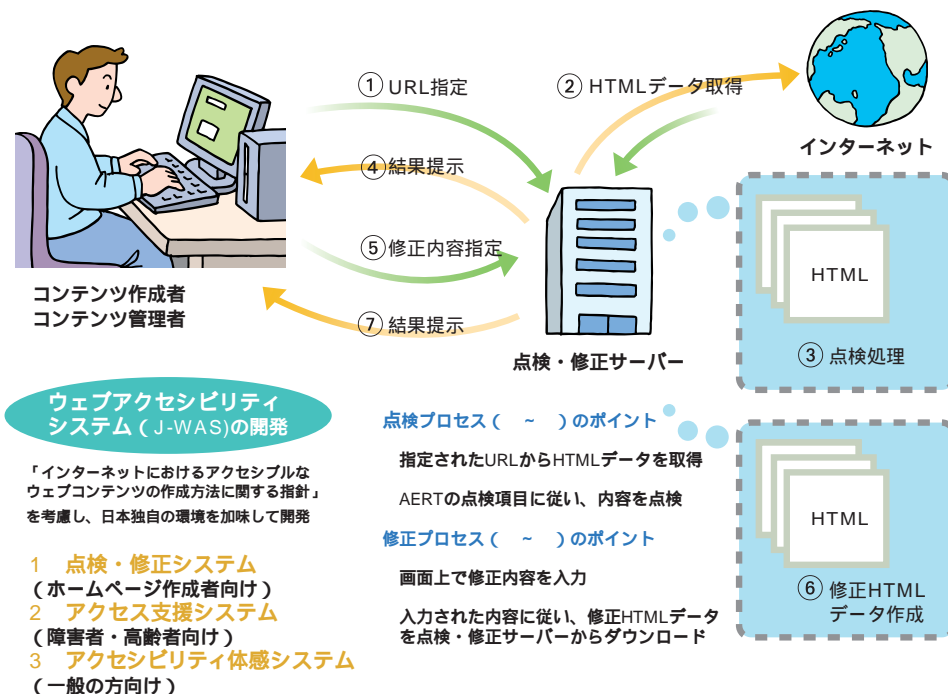 ① URL指定
② HTMLデータ取得
インターネット
④ 結果提示
⑤ 修正内容指定
⑦ 結果提示
コンテンツ作成者
コンテンツ管理者
点検・修正サーバー
HTML
③ 点検処理
ウェブアクセシビリティ
システム（J-WAS)の開発
「インターネットにおけるアクセシブルな
ウェブコンテンツの作成方法に関する指針」
を考慮し、日本独自の環境を加味して開発
1　点検・修正システム
（ホームページ作成者向け）
2　アクセス支援システム
（障害者・高齢者向け）
3　アクセシビリティ体感システム
（一般の方向け）
点検プロセス（　~　）のポイント
指定されたURLからHTMLデータを取得
AERTの点検項目に従い、内容を点検
修正プロセス（　~　）のポイント
画面上で修正内容を入力
入力された内容に従い、修正HTMLデータ
を点検・修正サーバーからダウンロード
HTML
⑥ 修正HTML
データ作成